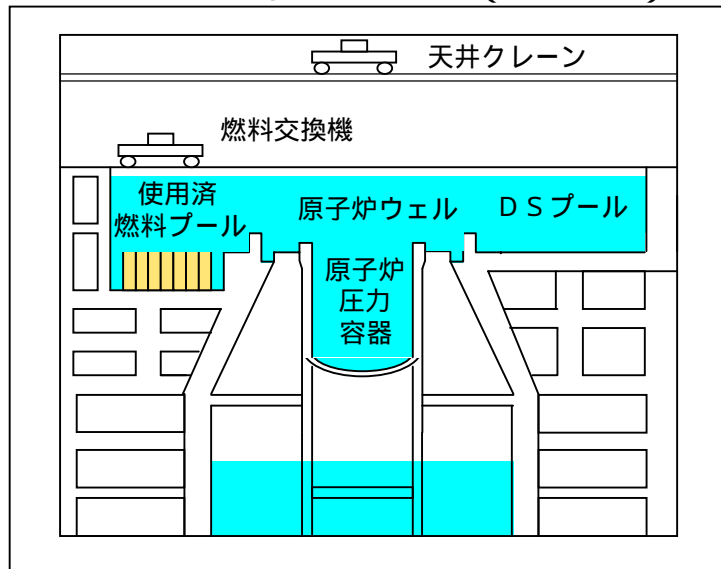 天井クレーン
燃料交換機
使用済
燃料プール
原子炉ウェル
ＤＳプール
原子炉
圧力
容器